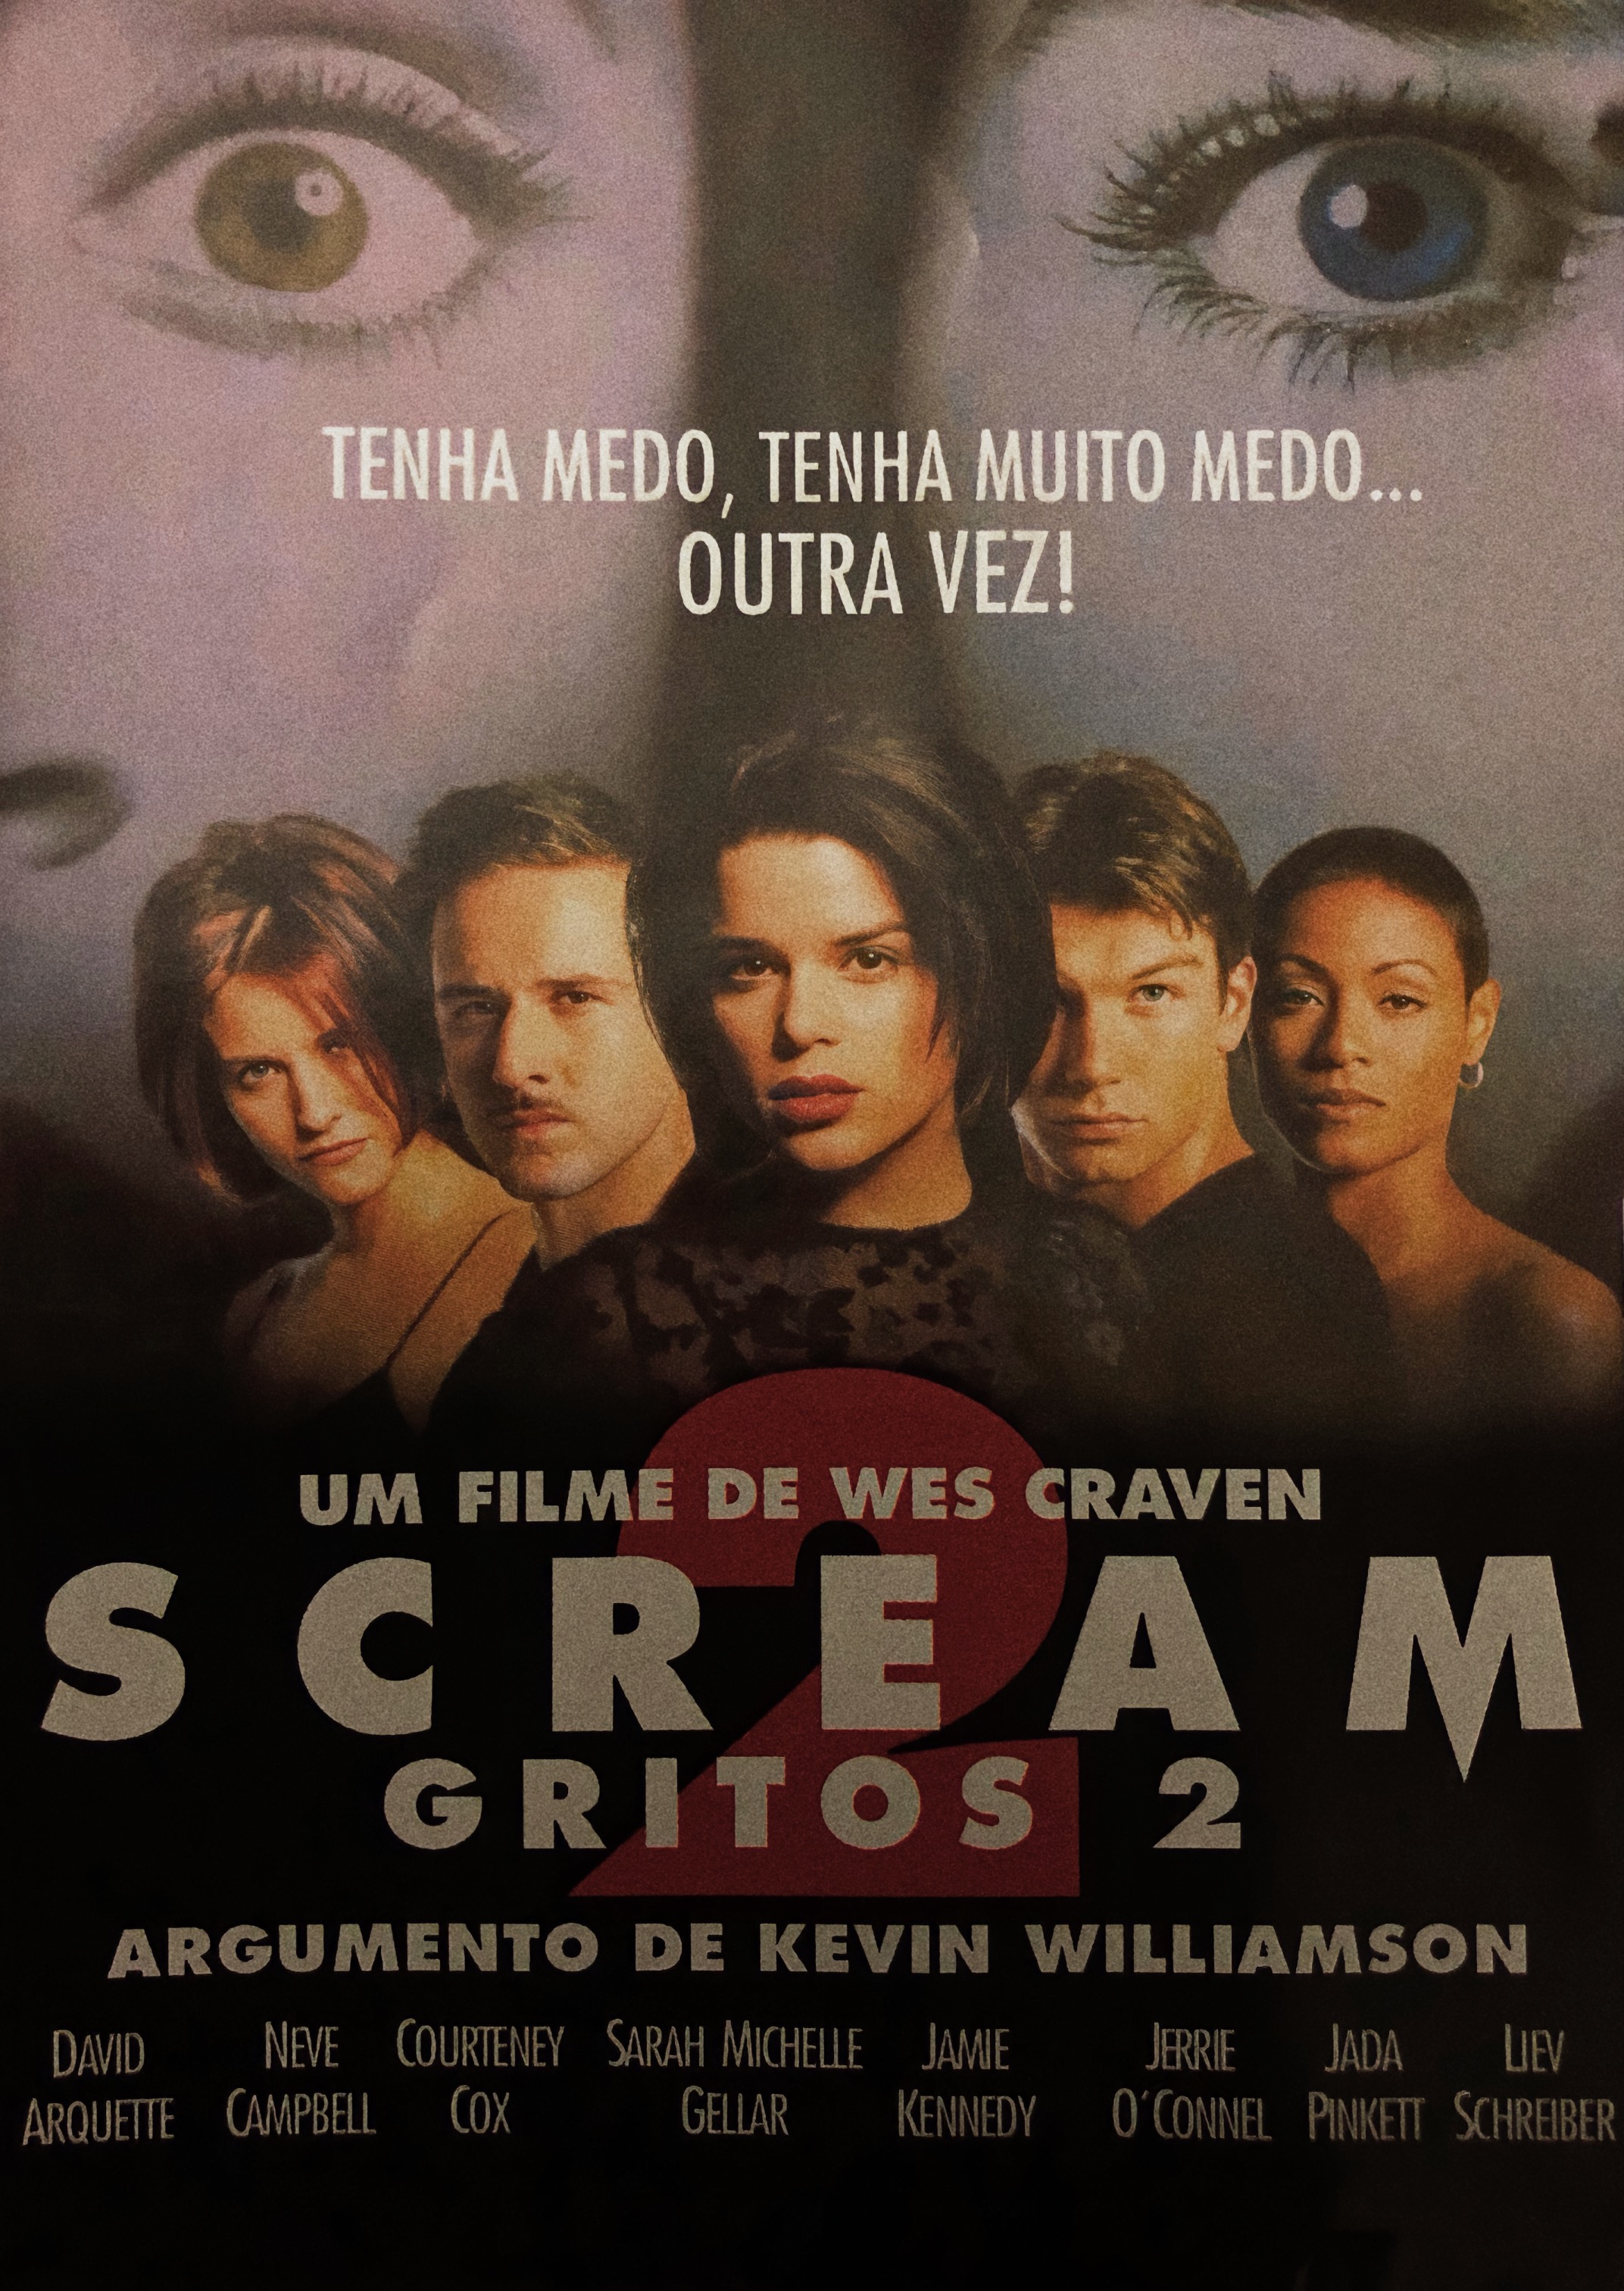 TENHA MEDO, TENHA MUITO MEDO...
OUTRA VEZ!
2
UM FILME DE WES CRAVEN
SCREAM
GRITOS 2
ARGUMENTO DE KEVIN WILLIAMSON
DAVID ARQUETTE
NEVE CAMPBELL
COURTENEY COX
SARAH MICHELLE GELLAR
JAMIE KENNEDY
JERRIE O'CONNEL
JADA PINKETT
LIEV SCHREIBER